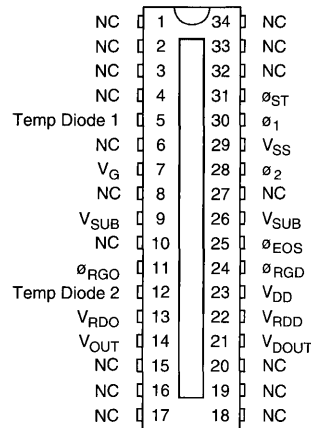 NC 1 34 NC
NC 2 33 NC
NC 3 32 NC
NC 4 31 øST
Temp Diode 1 5 30 ø1
NC 6 29 VSS
VG 7 28 ø2
NC 8 27 NC
VSUB 9 26 VSUB
NC 10 25 øEOS
øRGO 11 24 øRGD
Temp Diode 2 12 23 VDD
VRDO 13 22 VRDD
VOUT 14 21 VDOUT
NC 15 20 NC
NC 16 19 NC
NC 17 18 NC